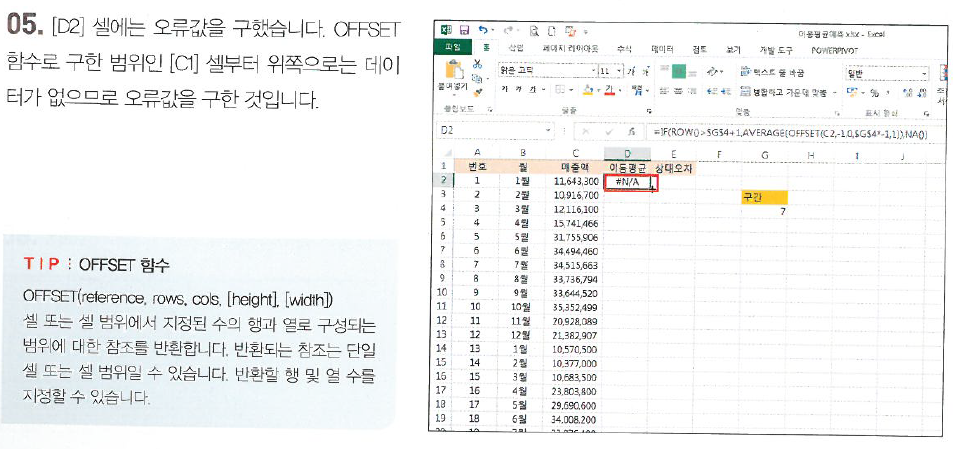 05. [D2] 셀에는 오류값을 구했습니다. OFFSET
함수로 구한 범위인 [C1] 셀부터 위쪽으로는 데이
터가 없으므로 오류값을 구한 것입니다.
TIP : OFFSET 함수
OFFSET(reference, rows, cols, [height], [width])
셀 또는 셀 범위에서 지정된 수의 행과 열로 구성되는
범위에 대한 참조를 반환합니다. 반환되는 참조는 단일
셀 또는 셀 범위일 수 있습니다. 반환할 행 및 열 수를
지정할 수 있습니다.
이동평균예측.xlsx - Excel
파일 홈 삽입 페이지 레이아웃 수식 데이터 검토 보기 개발 도구 POWERPIVOT
맑은 고딕 11 텍스트 줄 바꿈 일반
붙여넣기 가 가 가 병합하고 가운데 맞춤
클립보드 글꼴 맞춤 표시 형식
D2 =IF(ROW()>$G$4+1,AVERAGE(OFFSET(C2,-1,0,$G$4*-1,1)),NA())
A B C D E F G H I J
1 번호 월 매출액 이동평균 상대오차
2 1 1월 11,643,300 #N/A
3 2 2월 10,916,700 구간
4 3 3월 12,116,100 7
5 4 4월 15,741,466
6 5 5월 31,755,906
7 6 6월 34,494,460
8 7 7월 34,515,663
9 8 8월 33,736,794
10 9 9월 33,644,520
11 10 10월 35,352,499
12 11 11월 20,928,089
13 12 12월 21,382,907
14 13 1월 10,570,500
15 14 2월 10,377,000
16 15 3월 10,683,500
17 16 4월 23,803,800
18 17 5월 29,690,600
19 18 6월 34,008,200